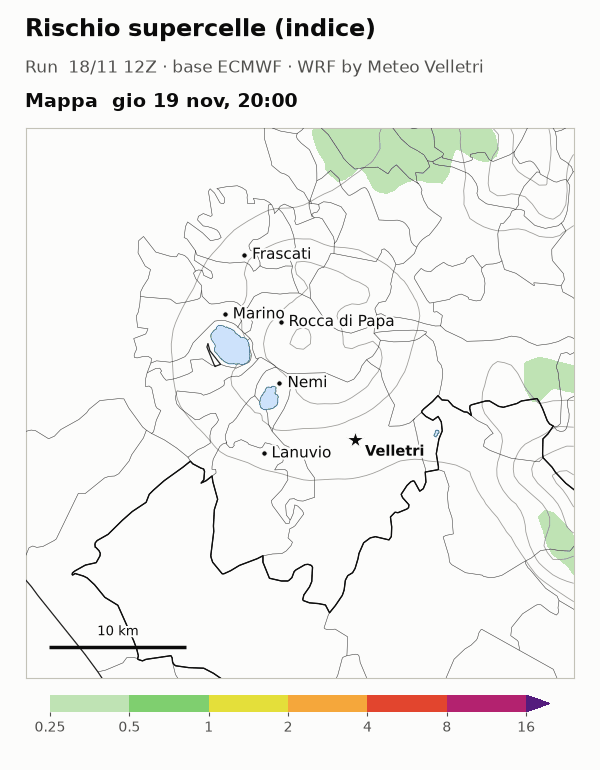 Rischio supercelle (indice)
Run  18/11 12Z · base ECMWF · WRF by Meteo Velletri
Mappa  gio 19 nov, 20:00
Frascati
Marino
Rocca di Papa
Nemi
Velletri
Lanuvio
10 km
0.25 0.5 1 2 4 8 16